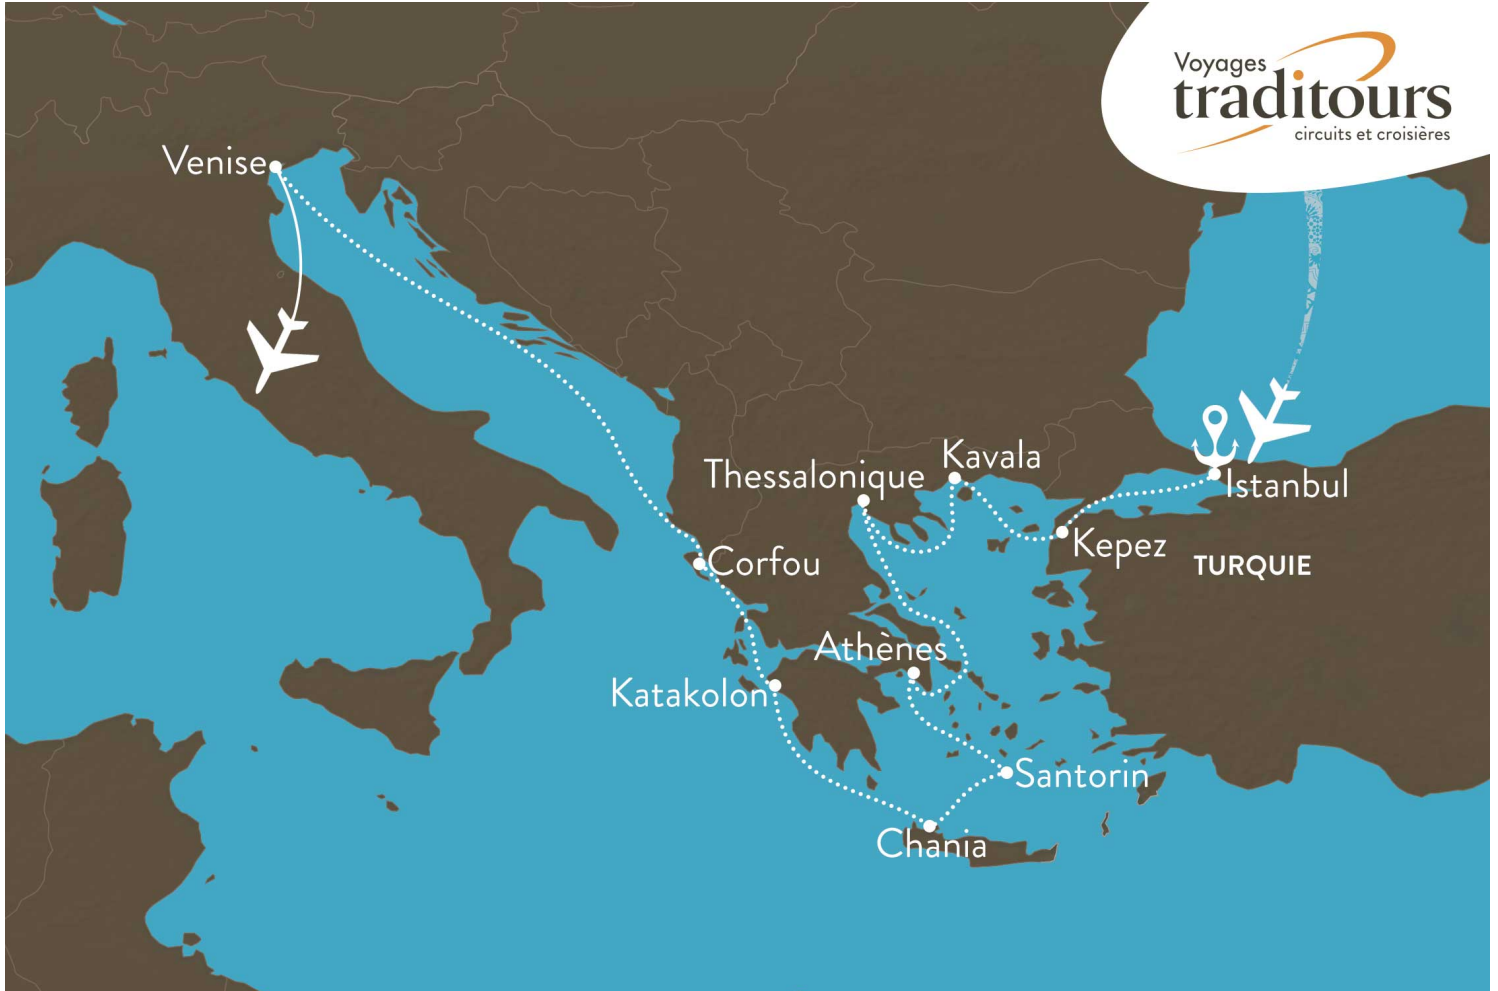 Voyages
traditours
circuits et croisières
Venise
Kavala
Thessalonique
Istanbul
Kepez
TURQUIE
Corfou
Athènes
Katakolon
Santorin
Chania